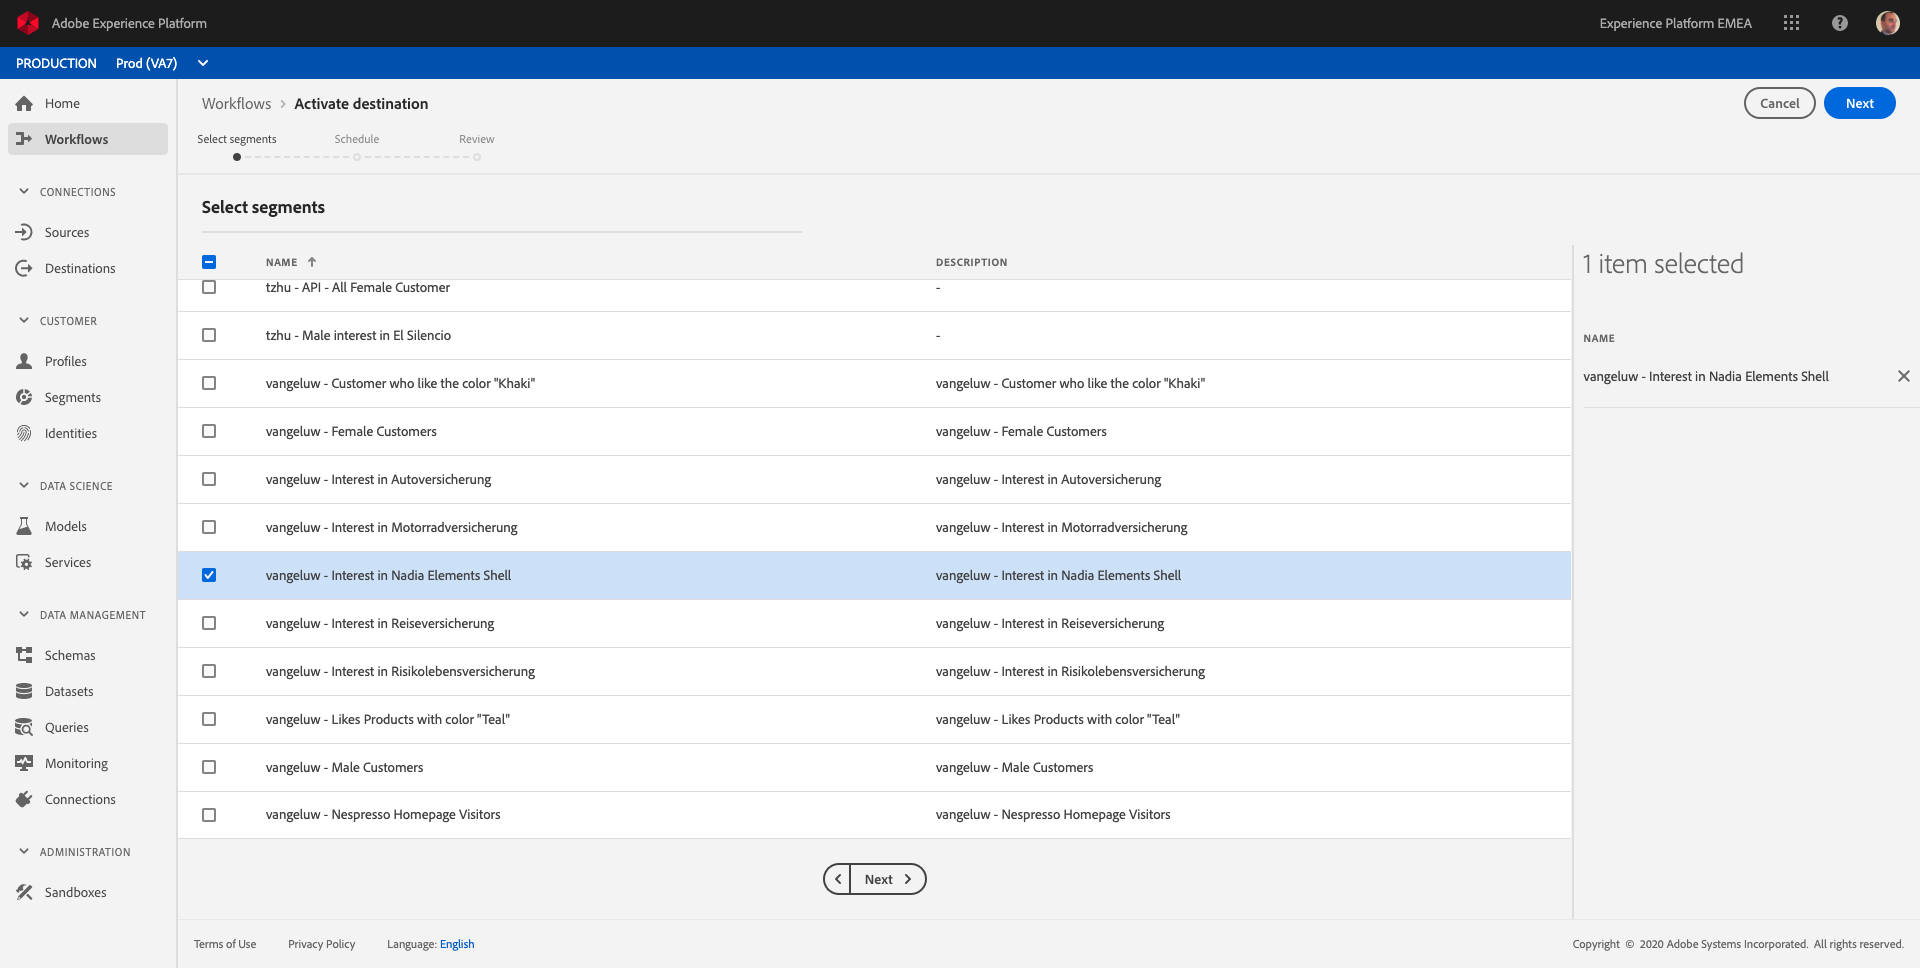 Adobe Experience Platform
Experience Platform EMEA
PRODUCTION Prod (VA7)
Home
Workflows
CONNECTIONS
Sources
Destinations
CUSTOMER
Profiles
Segments
Identities
DATA SCIENCE
Models
Services
DATA MANAGEMENT
Schemas
Datasets
Queries
Monitoring
Connections
ADMINISTRATION
Sandboxes
Workflows > Activate destination
Cancel
Next
Select segments Schedule Review
Select segments
NAME ↑ DESCRIPTION
tzhu - API - All Female Customer -
tzhu - Male interest in El Silencio -
vangeluw - Customer who like the color "Khaki" vangeluw - Customer who like the color "Khaki"
vangeluw - Female Customers vangeluw - Female Customers
vangeluw - Interest in Autoversicherung vangeluw - Interest in Autoversicherung
vangeluw - Interest in Motorradversicherung vangeluw - Interest in Motorradversicherung
vangeluw - Interest in Nadia Elements Shell vangeluw - Interest in Nadia Elements Shell
vangeluw - Interest in Reiseversicherung vangeluw - Interest in Reiseversicherung
vangeluw - Interest in Risikolebensversicherung vangeluw - Interest in Risikolebensversicherung
vangeluw - Likes Products with color "Teal" vangeluw - Likes Products with color "Teal"
vangeluw - Male Customers vangeluw - Male Customers
vangeluw - Nespresso Homepage Visitors vangeluw - Nespresso Homepage Visitors
Next
1 item selected
NAME
vangeluw - Interest in Nadia Elements Shell
Terms of Use Privacy Policy Language: English
Copyright © 2020 Adobe Systems Incorporated. All rights reserved.